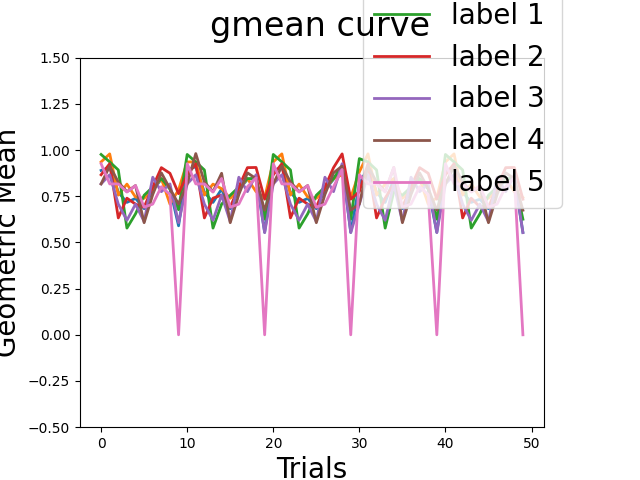 gmean curve
label 1
label 2
label 3
label 4
label 5
Geometric Mean
1.50
1.25
1.00
0.75
0.50
0.25
0.00
−0.25
−0.50
0 10 20 30 40 50
Trials